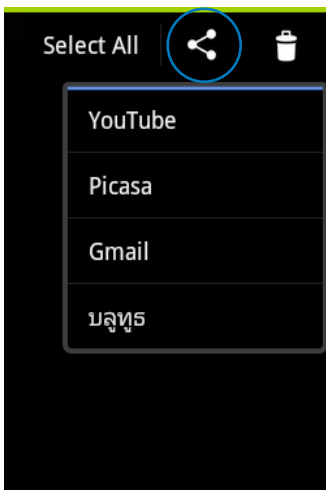 Select All
YouTube
Picasa
Gmail
บลูทูธ